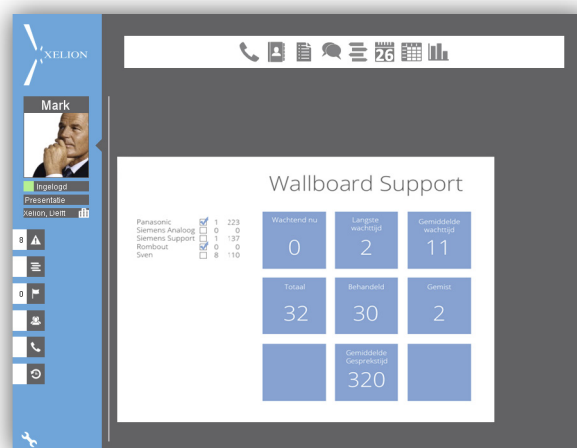 XELION
26
Mark
Ingelogd
Presentatie
Xelion, Delft
8
0
Wallboard Support
Panasonic 1 223
Siemens Analoog 0 0
Siemens Support 1 137
Rombout 0 0
Sven 8 110
Wachtend nu
0
Langste
wachttijd
2
Gemiddelde
wachttijd
11
Totaal
32
Behandeld
30
Gemist
2
Gemiddelde
Gesprekstijd
320